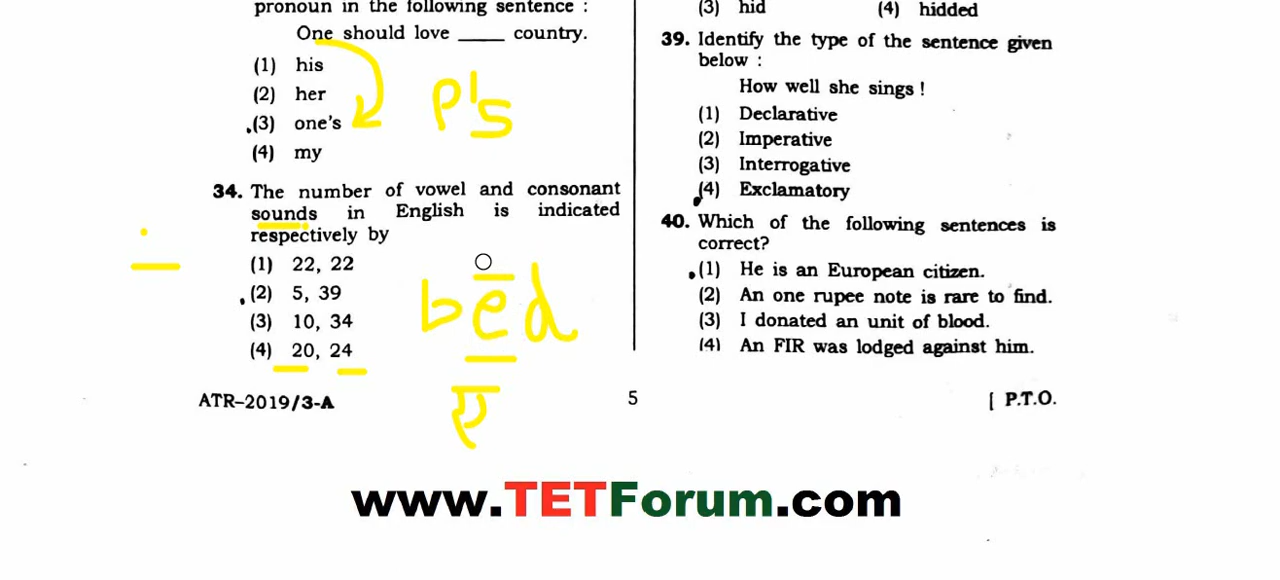 pronoun in the following sentence :
One should love ____ country.
(1) his
(2) her
(3) one's
(4) my
P's
34. The number of vowel and consonant
sounds in English is indicated
respectively by
(1) 22, 22
(2) 5, 39
(3) 10, 34
(4) 20, 24
bed
ए
(3) hid (4) hidded
39. Identify the type of the sentence given
below :
How well she sings !
(1) Declarative
(2) Imperative
(3) Interrogative
(4) Exclamatory
40. Which of the following sentences is
correct?
(1) He is an European citizen.
(2) An one rupee note is rare to find.
(3) I donated an unit of blood.
(4) An FIR was lodged against him.
ATR–2019/3-A 5 [ P.T.O.
www.TETForum.com